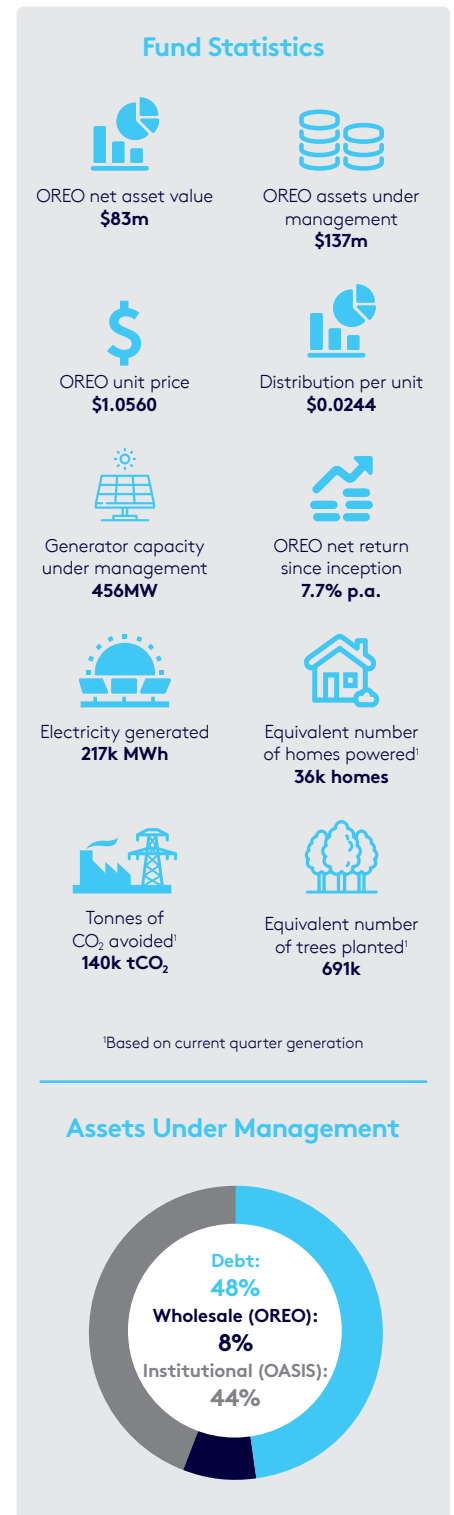 Fund Statistics
OREO net asset value
$83m
OREO assets under
management
$137m
OREO unit price
$1.0560
Distribution per unit
$0.0244
Generator capacity
under management
456MW
OREO net return
since inception
7.7% p.a.
Electricity generated
217k MWh
Equivalent number
of homes powered¹
36k homes
Tonnes of
CO₂ avoided¹
140k tCO₂
Equivalent number
of trees planted¹
691k
¹Based on current quarter generation
Assets Under Management
Debt:
48%
Wholesale (OREO):
8%
Institutional (OASIS):
44%